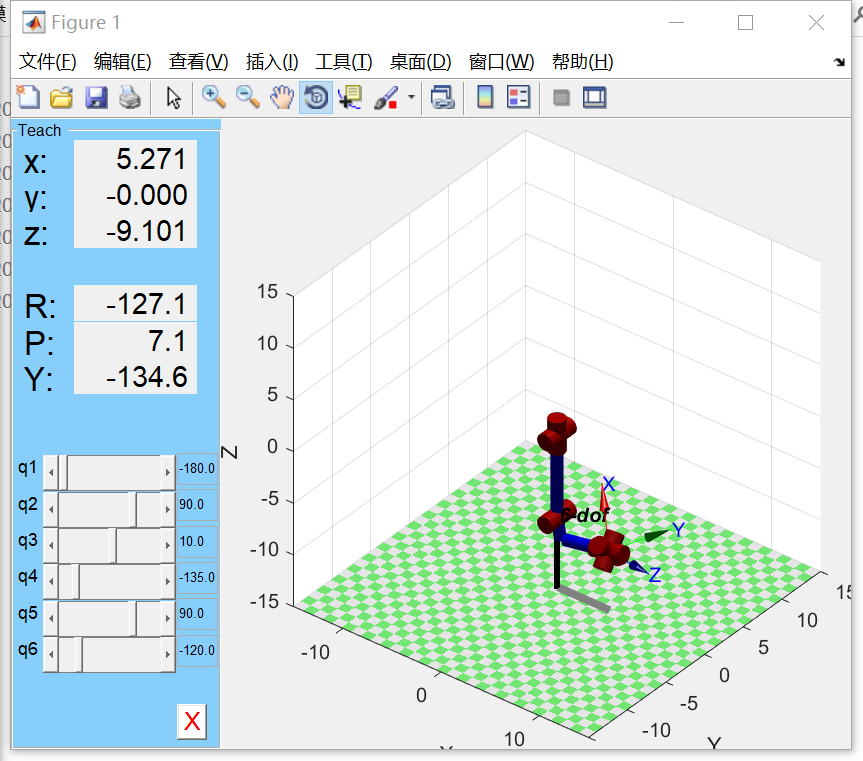 Figure 1
文件(F) 编辑(E) 查看(V) 插入(I) 工具(T) 桌面(D) 窗口(W) 帮助(H)
Teach
x: 5.271
y: -0.000
z: -9.101
R: -127.1
P: 7.1
Y: -134.6
q1 -180.0
q2 90.0
q3 10.0
q4 -135.0
q5 90.0
q6 -120.0
X
15
10
5
0
-5
-10
-15
Z
-10
0
10
-10
-5
0
5
10
15
Y
X
6-dof
Y
Z